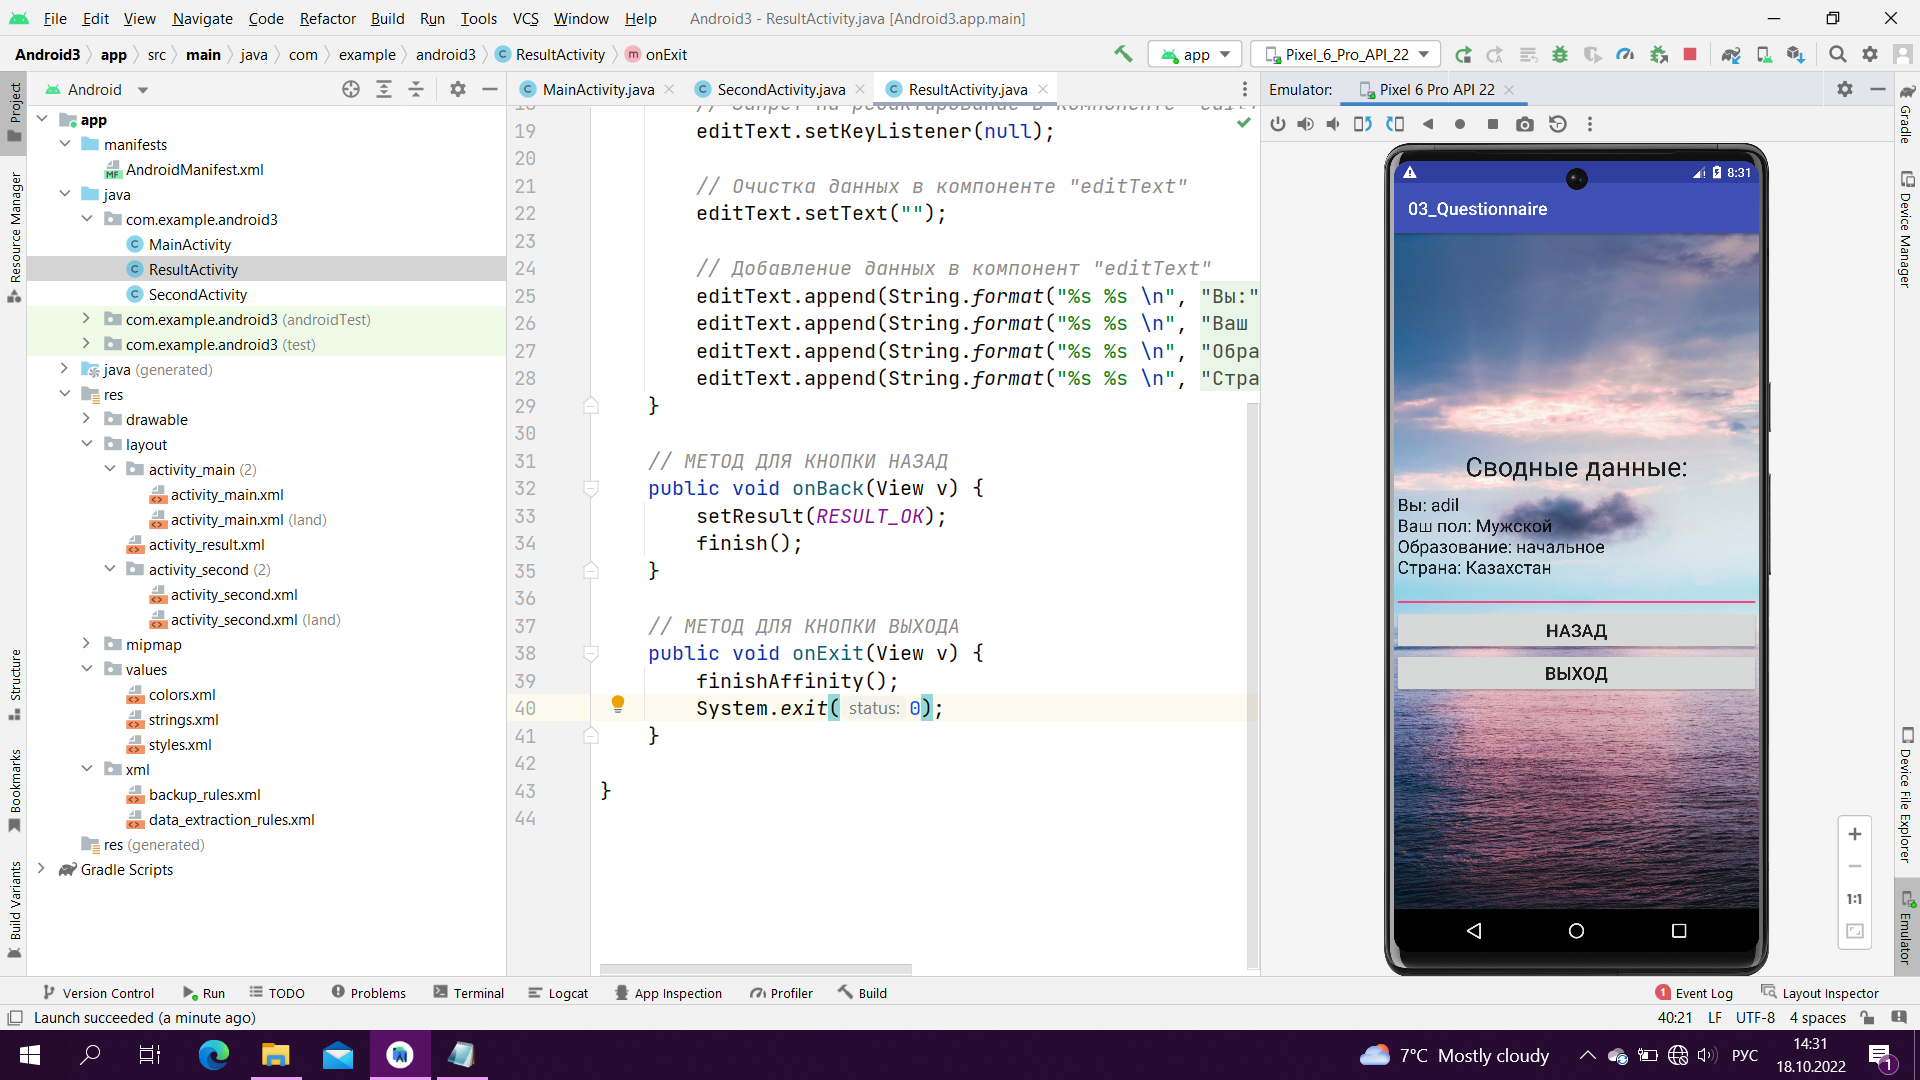 File Edit View Navigate Code Refactor Build Run Tools VCS Window Help Android3 - ResultActivity.java [Android3.app.main]
Android3 app src main java com example android3 ResultActivity onExit app Pixel_6_Pro_API_22
Android
MainActivity.java SecondActivity.java ResultActivity.java
Emulator: Pixel 6 Pro API 22
Project
Resource Manager
Structure
Bookmarks
Build Variants
app
manifests
AndroidManifest.xml
java
com.example.android3
MainActivity
ResultActivity
SecondActivity
com.example.android3 (androidTest)
com.example.android3 (test)
java (generated)
res
drawable
layout
activity_main (2)
activity_main.xml
activity_main.xml (land)
activity_result.xml
activity_second (2)
activity_second.xml
activity_second.xml (land)
mipmap
values
colors.xml
strings.xml
styles.xml
xml
backup_rules.xml
data_extraction_rules.xml
res (generated)
Gradle Scripts
18 // Запрет на редактирование в компоненте "editT
19 editText.setKeyListener(null);
20
21 // Очистка данных в компоненте "editText"
22 editText.setText("");
23
24 // Добавление данных в компонент "editText"
25 editText.append(String.format("%s %s \n", "Вы:"
26 editText.append(String.format("%s %s \n", "Ваш
27 editText.append(String.format("%s %s \n", "Обра
28 editText.append(String.format("%s %s \n", "Стра
29 }
30
31 // МЕТОД ДЛЯ КНОПКИ НАЗАД
32 public void onBack(View v) {
33 setResult(RESULT_OK);
34 finish();
35 }
36
37 // МЕТОД ДЛЯ КНОПКИ ВЫХОДА
38 public void onExit(View v) {
39 finishAffinity();
40 System.exit( status: 0);
41 }
42
43 }
44
8:31
03_Questionnaire
Сводные данные:
Вы: adil
Ваш пол: Мужской
Образование: начальное
Страна: Казахстан
НАЗАД
ВЫХОД
1:1
Gradle
Device Manager
Device File Explorer
Emulator
Version Control Run TODO Problems Terminal Logcat App Inspection Profiler Build 1 Event Log Layout Inspector
Launch succeeded (a minute ago) 40:21 LF UTF-8 4 spaces
7°C Mostly cloudy РУС 14:31
18.10.2022
1